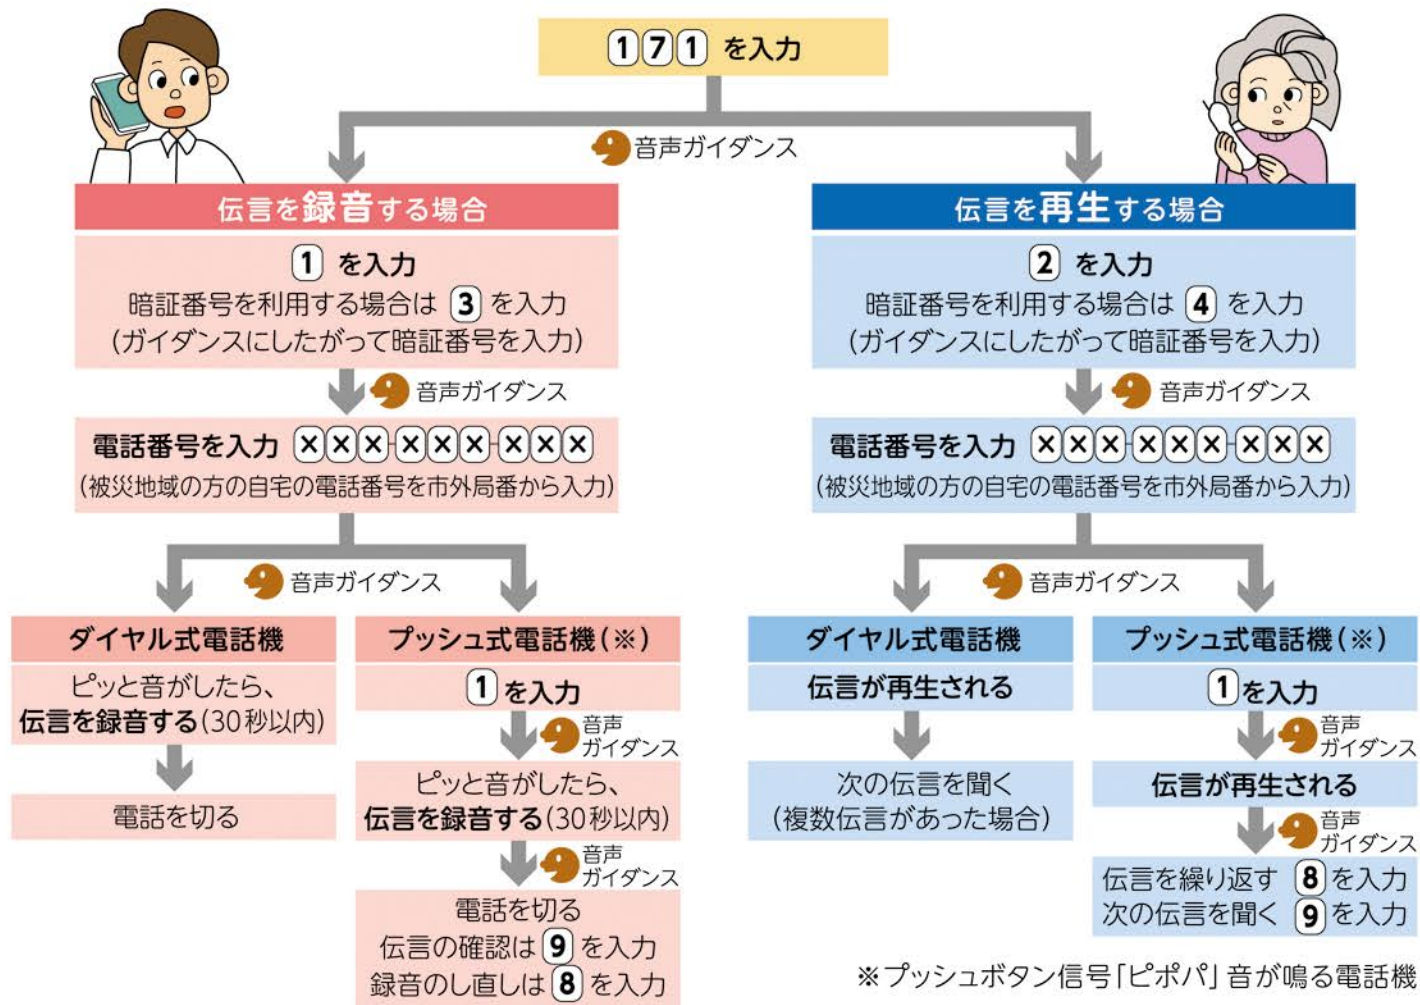 171 を入力
音声ガイダンス
伝言を録音する場合
1 を入力
暗証番号を利用する場合は 3 を入力
(ガイダンスにしたがって暗証番号を入力)
音声ガイダンス
電話番号を入力 ×××-×××-×××
(被災地域の方の自宅の電話番号を市外局番から入力)
音声ガイダンス
ダイヤル式電話機
ピッと音がしたら、
伝言を録音する(30秒以内)
電話を切る
プッシュ式電話機(※)
1 を入力
音声
ガイダンス
ピッと音がしたら、
伝言を録音する(30秒以内)
音声
ガイダンス
電話を切る
伝言の確認は 9 を入力
録音のし直しは 8 を入力
伝言を再生する場合
2 を入力
暗証番号を利用する場合は 4 を入力
(ガイダンスにしたがって暗証番号を入力)
音声ガイダンス
電話番号を入力 ×××-×××-×××
(被災地域の方の自宅の電話番号を市外局番から入力)
音声ガイダンス
ダイヤル式電話機
伝言が再生される
次の伝言を聞く
(複数伝言があった場合)
プッシュ式電話機(※)
1 を入力
音声
ガイダンス
伝言が再生される
音声
ガイダンス
伝言を繰り返す 8 を入力
次の伝言を聞く 9 を入力
※プッシュボタン信号「ピポパ」音が鳴る電話機